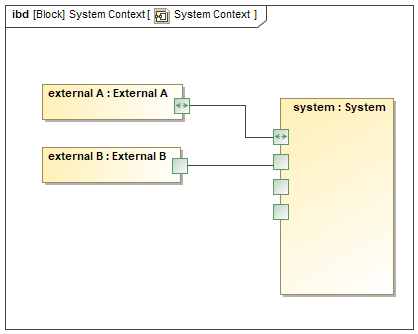 ibd [Block] System Context [ System Context ]
external A : External A
system : System
external B : External B